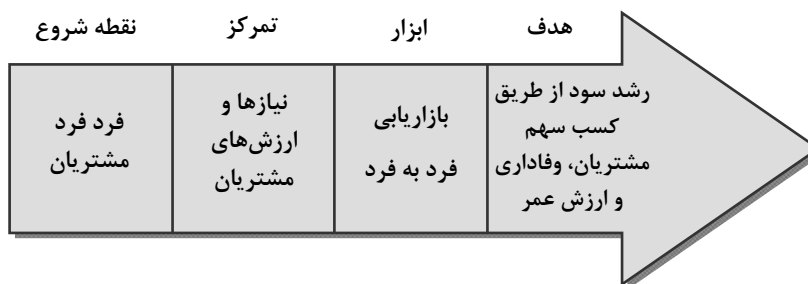 نقطه شروع
تمرکز
ابزار
هدف
فرد فرد
مشتریان
نیازها و
ارزش‌های
مشتریان
بازاریابی
فرد به فرد
رشد سود از طریق
کسب سهم
مشتریان، وفاداری
و ارزش عمر